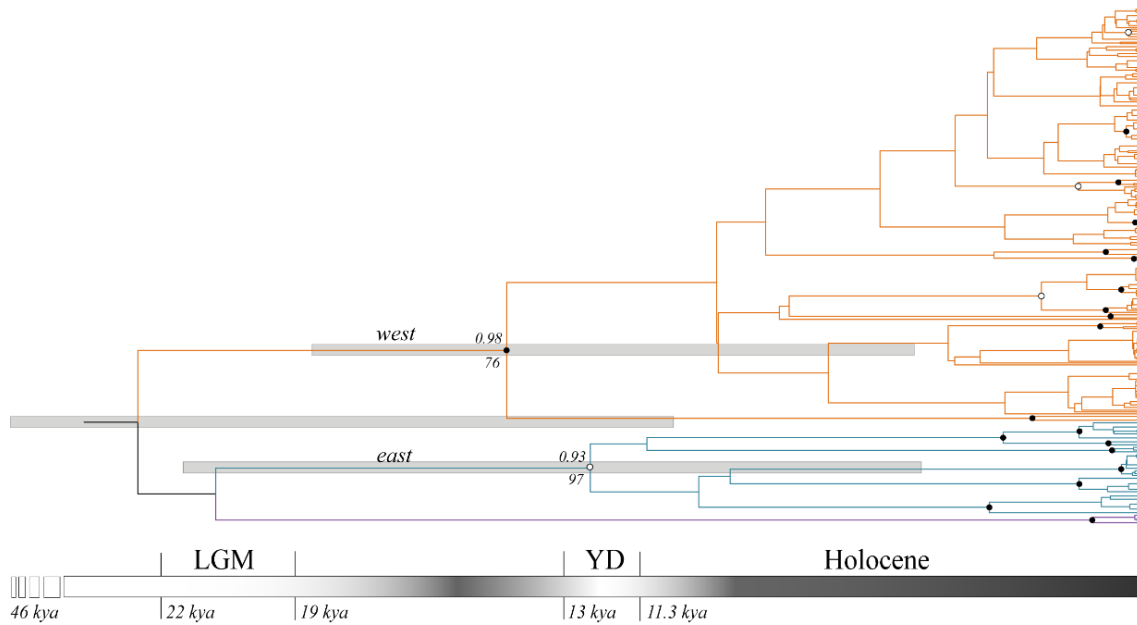 0.98
west
76
0.93
east
97
LGM YD Holocene
46 kya 22 kya 19 kya 13 kya 11.3 kya